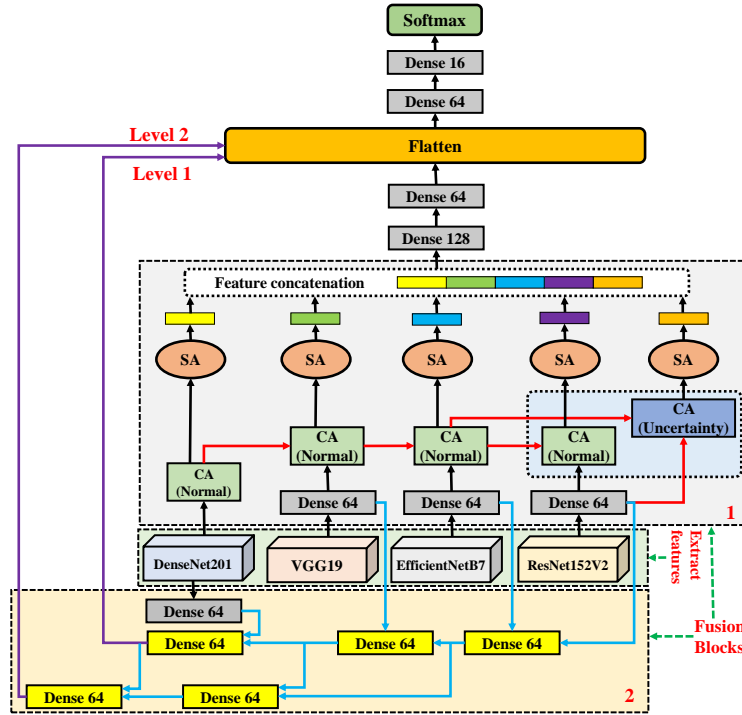 Softmax
Dense 16
Dense 64
Level 2
Flatten
Level 1
Dense 64
Dense 128
Feature concatenation
SA
SA
SA
SA
SA
CA
(Uncertainty)
CA
(Normal)
CA
(Normal)
CA
(Normal)
CA
(Normal)
Dense 64
Dense 64
Dense 64
1
DenseNet201
VGG19
EfficientNetB7
ResNet152V2
Extract
features
Dense 64
Dense 64
Dense 64
Dense 64
Fusion
Blocks
Dense 64
Dense 64
2